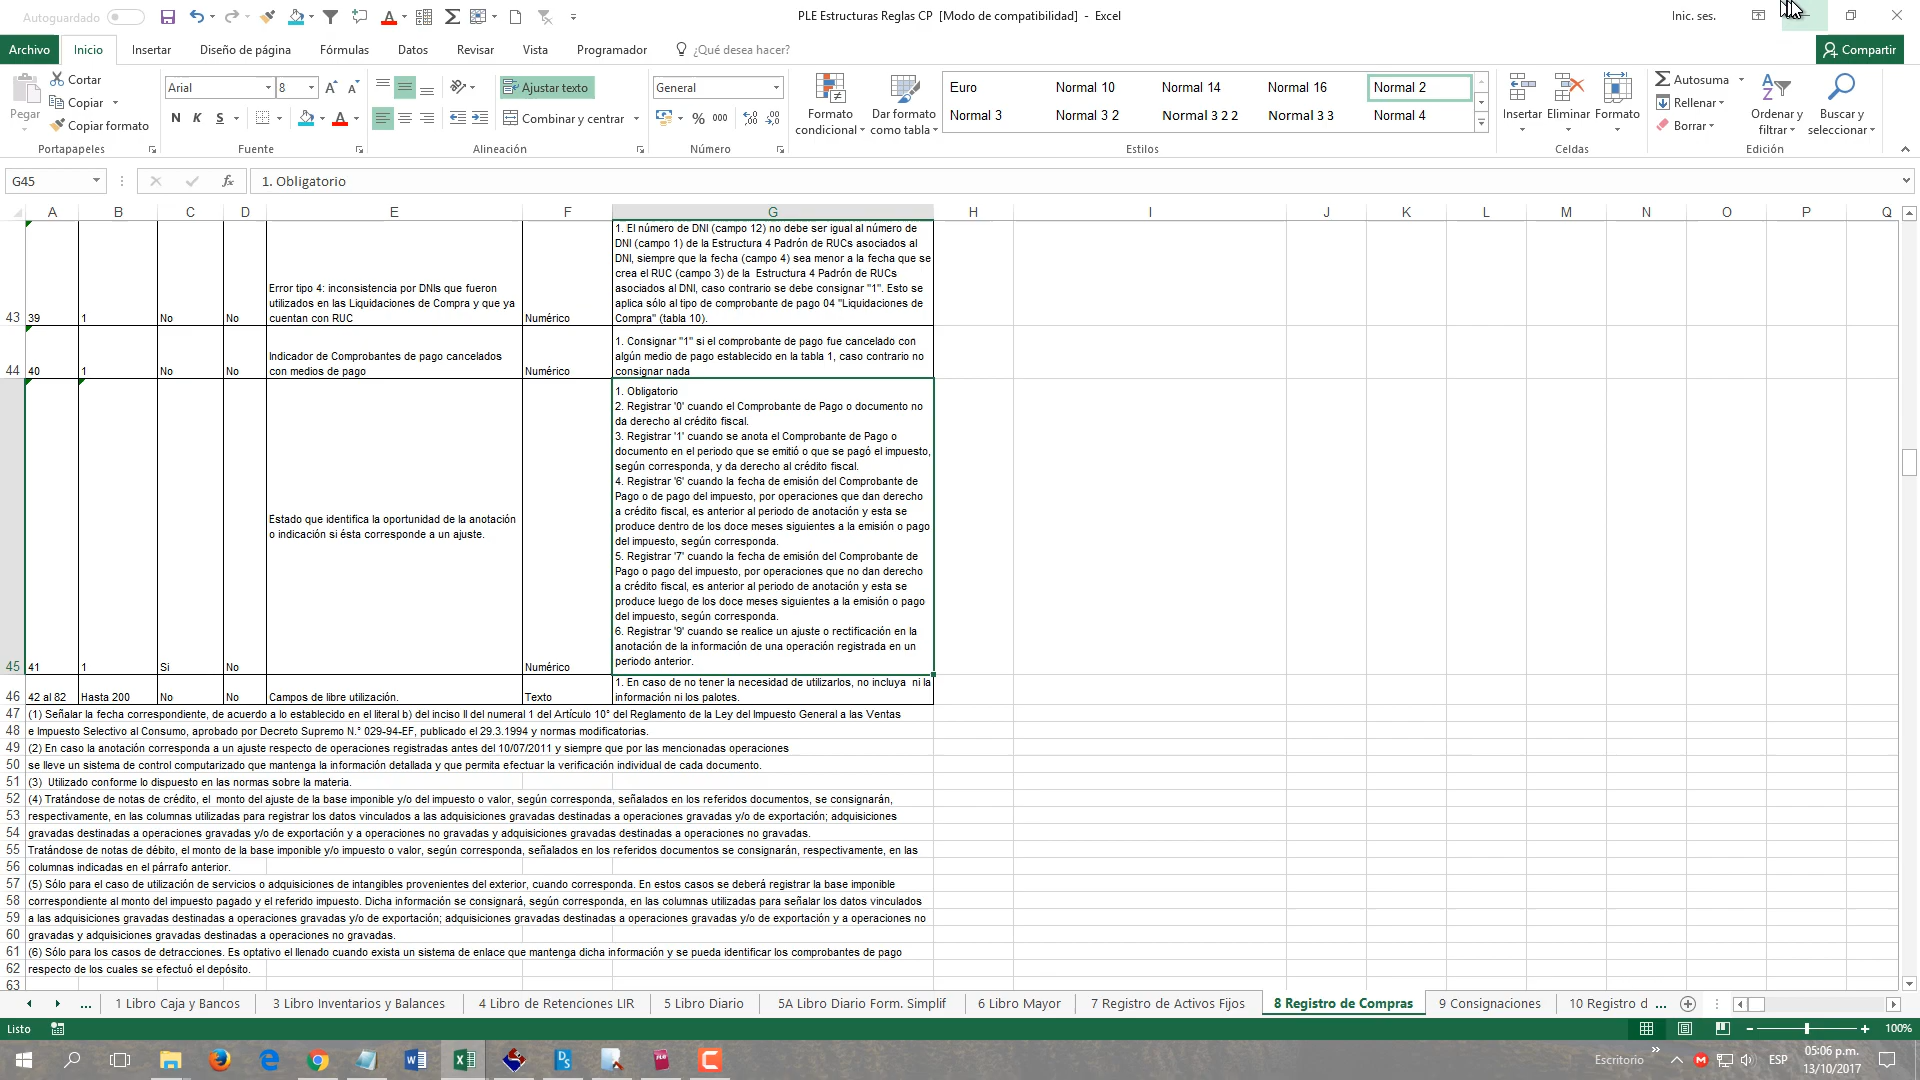 Autoguardado
PLE Estructuras Reglas CP [Modo de compatibilidad] - Excel
Inic. ses.
Archivo
Inicio
Insertar
Diseño de página
Fórmulas
Datos
Revisar
Vista
Programador
¿Qué desea hacer?
Compartir
Pegar
Cortar
Copiar
Copiar formato
Portapapeles
Arial
8
N K S
Fuente
Ajustar texto
Combinar y centrar
Alineación
General
% 000
Número
Formato condicional
Dar formato como tabla
Euro Normal 10 Normal 14 Normal 16 Normal 2
Normal 3 Normal 3 2 Normal 3 2 2 Normal 3 3 Normal 4
Estilos
Insertar Eliminar Formato
Celdas
Autosuma
Rellenar
Borrar
Ordenar y filtrar
Buscar y seleccionar
Edición
G45
fx
1. Obligatorio
A B C D E F G H I J K L M N O P Q
43 39 1 No No
Error tipo 4: inconsistencia por DNIs que fueron
utilizados en las Liquidaciones de Compra y que ya
cuentan con RUC
Numérico
1. El número de DNI (campo 12) no debe ser igual al número de
DNI (campo 1) de la Estructura 4 Padrón de RUCs asociados al
DNI, siempre que la fecha (campo 4) sea menor a la fecha que se
crea el RUC (campo 3) de la  Estructura 4 Padrón de RUCs
asociados al DNI, caso contrario se debe consignar "1". Esto se
aplica sólo al tipo de comprobante de pago 04 "Liquidaciones de
Compra" (tabla 10).
44 40 1 No No
Indicador de Comprobantes de pago cancelados
con medios de pago
Numérico
1. Consignar "1" si el comprobante de pago fue cancelado con
algún medio de pago establecido en la tabla 1, caso contrario no
consignar nada
45 41 1 Si No
Estado que identifica la oportunidad de la anotación
o indicación si ésta corresponde a un ajuste.
Numérico
1. Obligatorio
2. Registrar '0' cuando el Comprobante de Pago o documento no
da derecho al crédito fiscal.
3. Registrar '1' cuando se anota el Comprobante de Pago o
documento en el periodo que se emitió o que se pagó el impuesto,
según corresponda, y da derecho al crédito fiscal.
4. Registrar '6' cuando la fecha de emisión del Comprobante de
Pago o de pago del impuesto, por operaciones que dan derecho
a crédito fiscal, es anterior al periodo de anotación y esta se
produce dentro de los doce meses siguientes a la emisión o pago
del impuesto, según corresponda.
5. Registrar '7' cuando la fecha de emisión del Comprobante de
Pago o pago del impuesto, por operaciones que no dan derecho
a crédito fiscal, es anterior al periodo de anotación y esta se
produce luego de los doce meses siguientes a la emisión o pago
del impuesto, según corresponda.
6. Registrar '9' cuando se realice un ajuste o rectificación en la
anotación de la información de una operación registrada en un
periodo anterior.
46 42 al 82 Hasta 200 No No Campos de libre utilización. Texto
1. En caso de no tener la necesidad de utilizarlos, no incluya  ni la
información ni los palotes.
47 (1) Señalar la fecha correspondiente, de acuerdo a lo establecido en el literal b) del inciso II del numeral 1 del Artículo 10° del Reglamento de la Ley del Impuesto General a las Ventas
48 e Impuesto Selectivo al Consumo, aprobado por Decreto Supremo N.° 029-94-EF, publicado el 29.3.1994 y normas modificatorias.
49 (2) En caso la anotación corresponda a un ajuste respecto de operaciones registradas antes del 10/07/2011 y siempre que por las mencionadas operaciones
50 se lleve un sistema de control computarizado que mantenga la información detallada y que permita efectuar la verificación individual de cada documento.
51 (3)  Utilizado conforme lo dispuesto en las normas sobre la materia.
52 (4) Tratándose de notas de crédito, el  monto del ajuste de la base imponible y/o del impuesto o valor, según corresponda, señalados en los referidos documentos, se consignarán,
53 respectivamente, en las columnas utilizadas para registrar los datos vinculados a las adquisiciones gravadas destinadas a operaciones gravadas y/o de exportación; adquisiciones
54 gravadas destinadas a operaciones gravadas y/o de exportación y a operaciones no gravadas y adquisiciones gravadas destinadas a operaciones no gravadas.
55 Tratándose de notas de débito, el monto de la base imponible y/o impuesto o valor, según corresponda, señalados en los referidos documentos se consignarán, respectivamente, en las
56 columnas indicadas en el párrafo anterior.
57 (5) Sólo para el caso de utilización de servicios o adquisiciones de intangibles provenientes del exterior, cuando corresponda. En estos casos se deberá registrar la base imponible
58 correspondiente al monto del impuesto pagado y el referido impuesto. Dicha información se consignará, según corresponda, en las columnas utilizadas para señalar los datos vinculados
59 a las adquisiciones gravadas destinadas a operaciones gravadas y/o de exportación; adquisiciones gravadas destinadas a operaciones gravadas y/o de exportación y a operaciones no
60 gravadas y adquisiciones gravadas destinadas a operaciones no gravadas.
61 (6) Sólo para los casos de detracciones. Es optativo el llenado cuando exista un sistema de enlace que mantenga dicha información y se pueda identificar los comprobantes de pago
62 respecto de los cuales se efectuó el depósito.
63
... 1 Libro Caja y Bancos 3 Libro Inventarios y Balances 4 Libro de Retenciones LIR 5 Libro Diario 5A Libro Diario Form. Simplif 6 Libro Mayor 7 Registro de Activos Fijos 8 Registro de Compras 9 Consignaciones 10 Registro d ...
Listo
100%
Escritorio
ESP
05:06 p.m.
13/10/2017